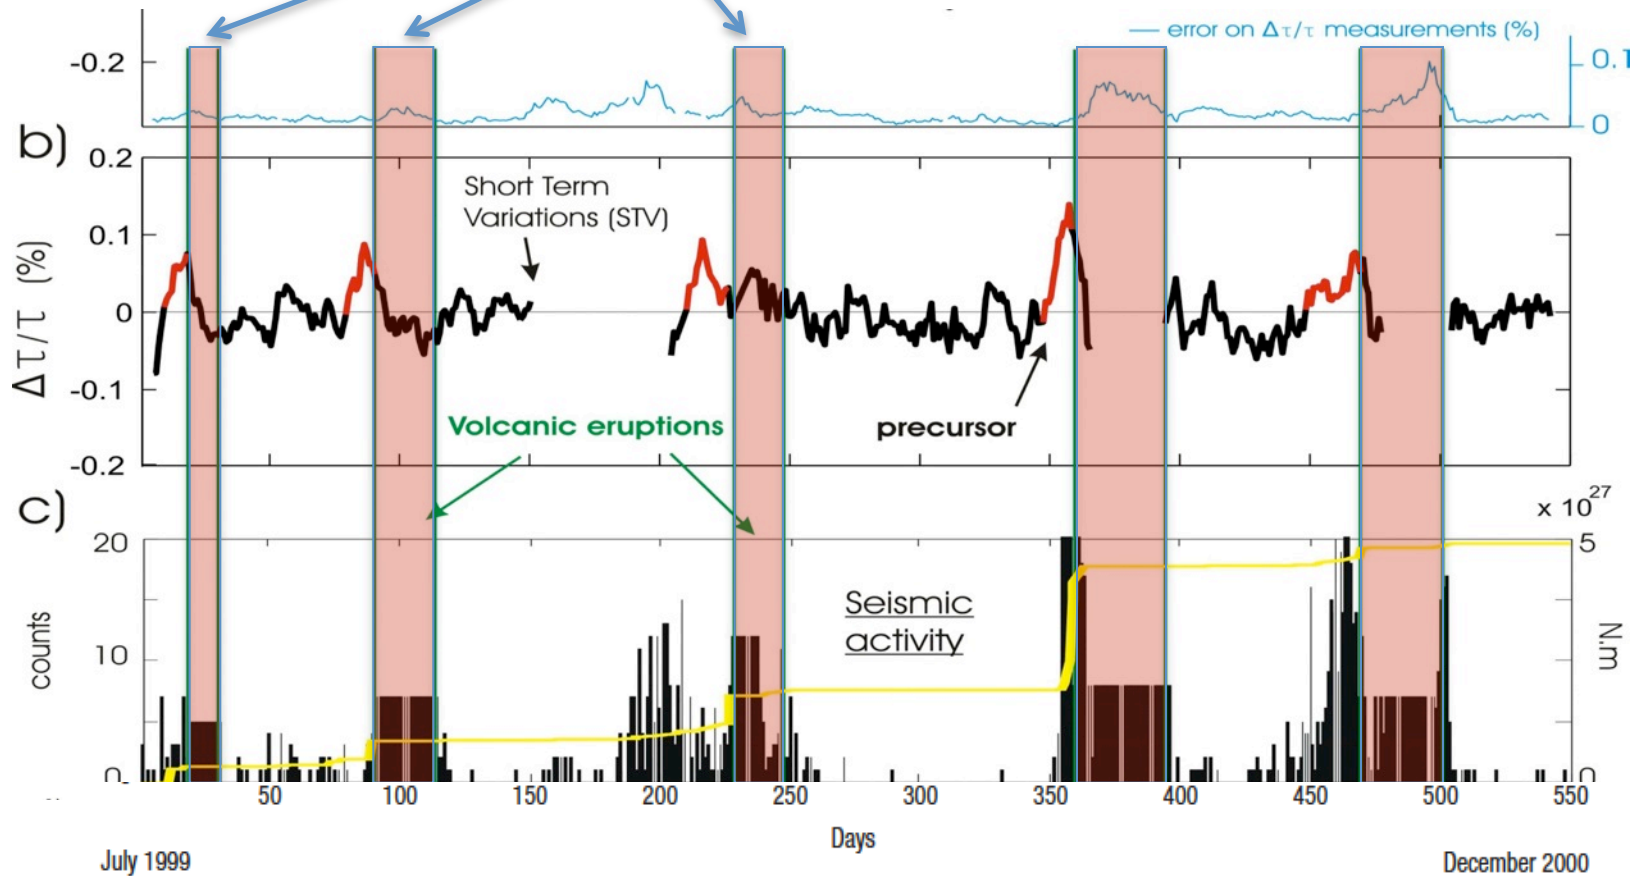 error on Δτ/τ measurements (%)
-0.2
0.1
0
b)
0.2
0.1
0
-0.1
-0.2
Δτ/τ (%)
Short Term
Variations (STV)
Volcanic eruptions
precursor
c)
x 10²⁷
20
10
0
counts
Seismic
activity
5
0
N.m
50 100 150 200 250 300 350 400 450 500 550
Days
July 1999
December 2000